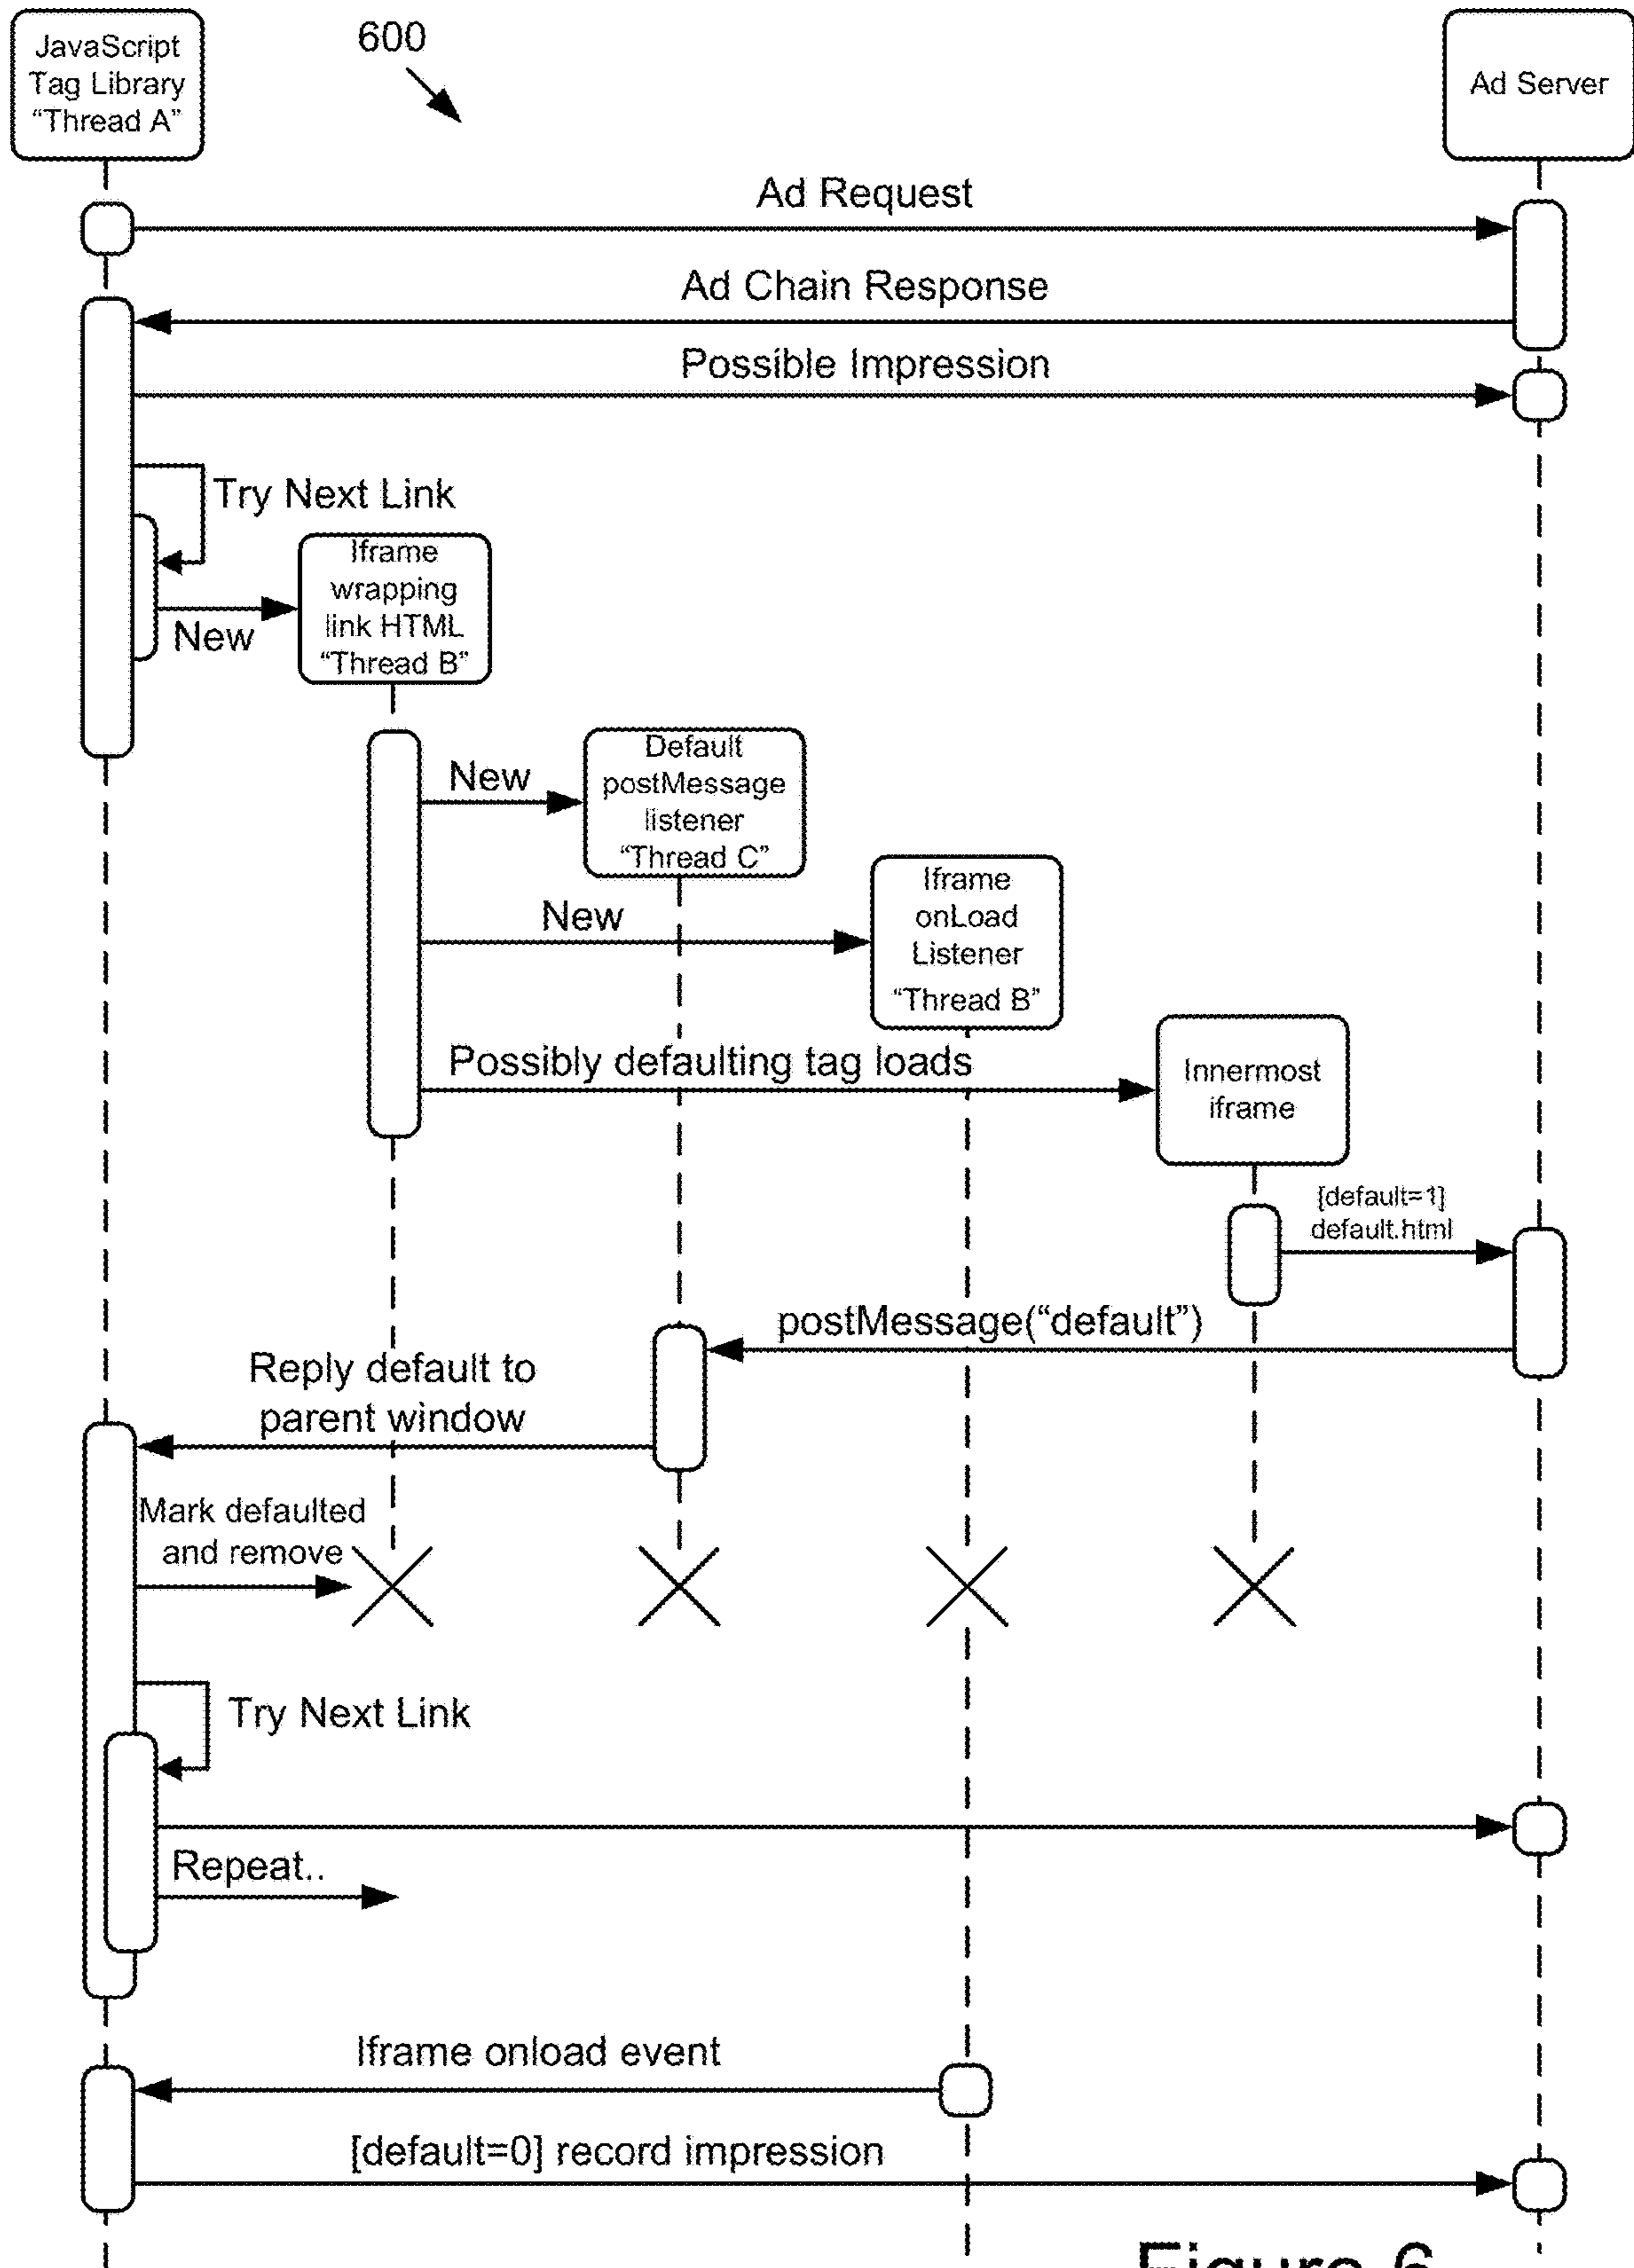 JavaScript
Tag Library
“Thread A”
600
Ad Server
Ad Request
Ad Chain Response
Possible Impression
Try Next Link
New
Iframe
wrapping
link HTML
“Thread B”
New
Default
postMessage
listener
“Thread C”
New
Iframe
onLoad
Listener
“Thread B”
Possibly defaulting tag loads
Innermost
iframe
[default=1]
default.html
postMessage(“default”)
Reply default to
parent window
Mark defaulted
and remove
Try Next Link
Repeat..
Iframe onload event
[default=0] record impression
Figure 6